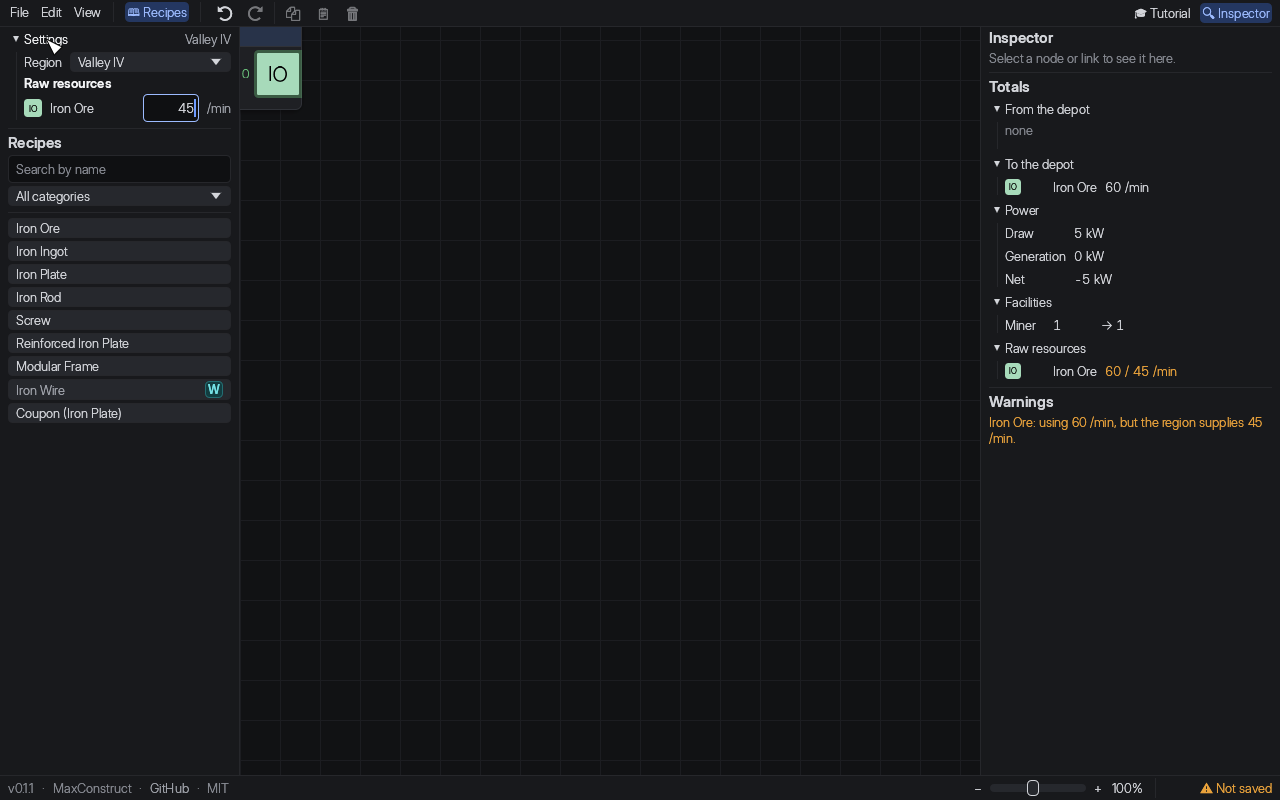 File Edit View Recipes Tutorial Inspector
Settings Valley IV
Region Valley IV
Raw resources
IO Iron Ore 45 /min
Recipes
Search by name
All categories
Iron Ore
Iron Ingot
Iron Plate
Iron Rod
Screw
Reinforced Iron Plate
Modular Frame
Iron Wire W
Coupon (Iron Plate)
0 IO
Inspector
Select a node or link to see it here.
Totals
From the depot
none
To the depot
IO Iron Ore 60 /min
Power
Draw 5 kW
Generation 0 kW
Net -5 kW
Facilities
Miner 1 → 1
Raw resources
IO Iron Ore 60 / 45 /min
Warnings
Iron Ore: using 60 /min, but the region supplies 45
/min.
v0.1.1 · MaxConstruct · GitHub · MIT
− + 100% Not saved